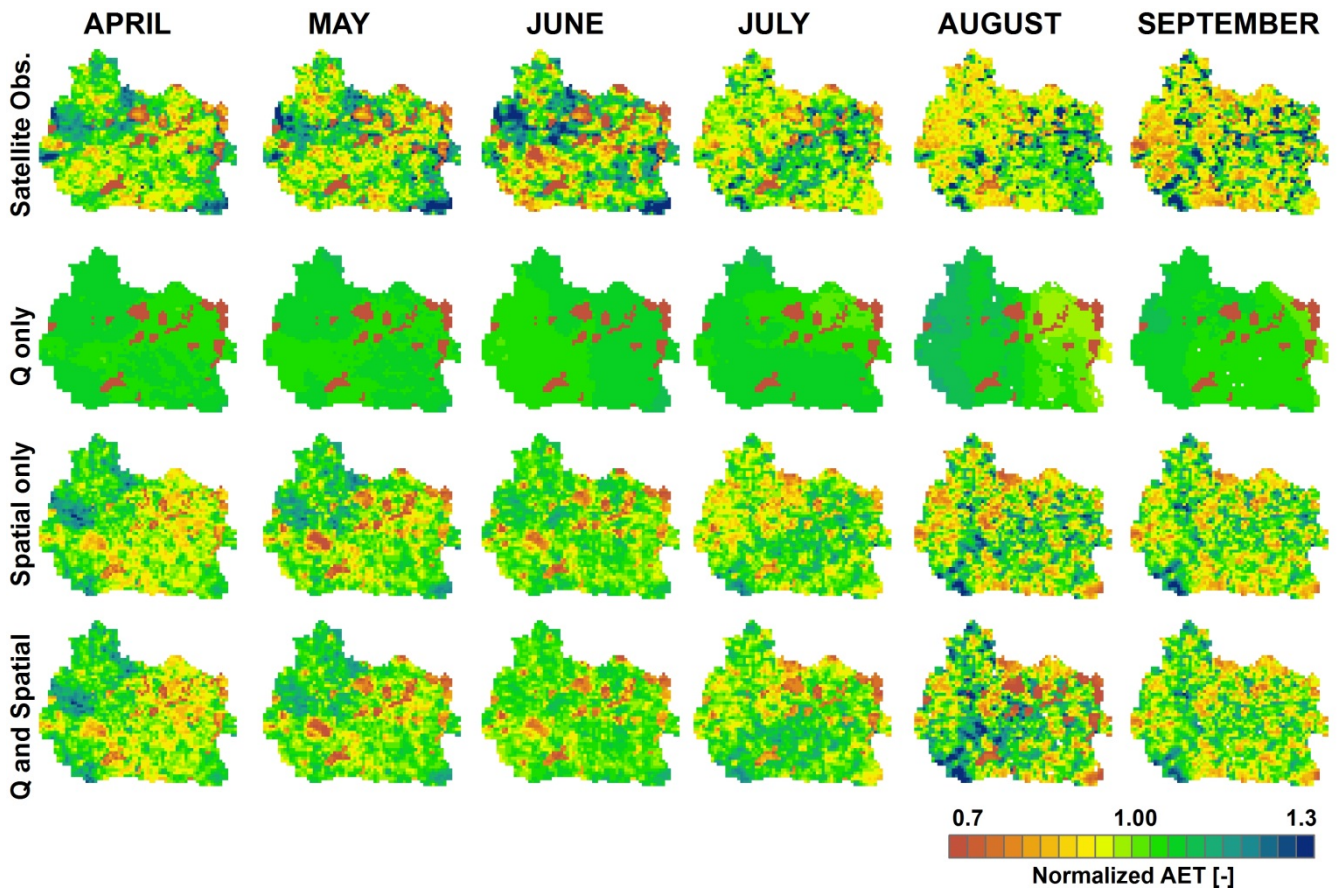 APRIL MAY JUNE JULY AUGUST SEPTEMBER
Satellite Obs.
Q only
Spatial only
Q and Spatial
0.7 1.00 1.3
Normalized AET [-]